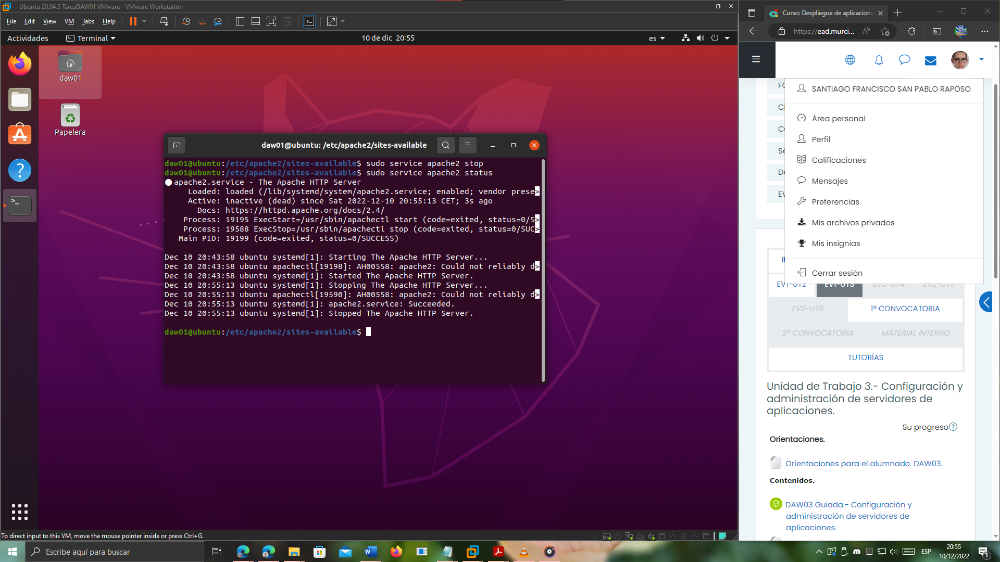 Ubuntu 20.04.5 TareaDAW01 VMware - VMware Workstation
File Edit View VM Tabs Help
Actividades Terminal 10 de dic 20:55 es
daw01
Papelera
daw01@ubuntu: /etc/apache2/sites-available
daw01@ubuntu:/etc/apache2/sites-available$ sudo service apache2 stop
daw01@ubuntu:/etc/apache2/sites-available$ sudo service apache2 status
● apache2.service - The Apache HTTP Server
Loaded: loaded (/lib/systemd/system/apache2.service; enabled; vendor prese>
Active: inactive (dead) since Sat 2022-12-10 20:55:13 CET; 3s ago
Docs: https://httpd.apache.org/docs/2.4/
Process: 19195 ExecStart=/usr/sbin/apachectl start (code=exited, status=0/S>
Process: 19588 ExecStop=/usr/sbin/apachectl stop (code=exited, status=0/SUC>
Main PID: 19199 (code=exited, status=0/SUCCESS)
Dec 10 20:43:58 ubuntu systemd[1]: Starting The Apache HTTP Server...
Dec 10 20:43:58 ubuntu apachectl[19198]: AH00558: apache2: Could not reliably d>
Dec 10 20:43:58 ubuntu systemd[1]: Started The Apache HTTP Server.
Dec 10 20:55:13 ubuntu systemd[1]: Stopping The Apache HTTP Server...
Dec 10 20:55:13 ubuntu apachectl[19590]: AH00558: apache2: Could not reliably d>
Dec 10 20:55:13 ubuntu systemd[1]: apache2.service: Succeeded.
Dec 10 20:55:13 ubuntu systemd[1]: Stopped The Apache HTTP Server.
daw01@ubuntu:/etc/apache2/sites-available$
To direct input to this VM, move the mouse pointer inside or press Ctrl+G.
Curso: Despliegue de aplicacione
https://ead.murci...
SANTIAGO FRANCISCO SAN PABLO RAPOSO
Área personal
Perfil
Calificaciones
Mensajes
Preferencias
Mis archivos privados
Mis insignias
Cerrar sesión
EV1-UT2 EV1-UT3 EV2-UT4 EV2-UT5
EV2-UT6 1ª CONVOCATORIA
2ª CONVOCATORIA MATERIAL INTERNO
TUTORÍAS
Unidad de Trabajo 3.- Configuración y
administración de servidores de
aplicaciones.
Su progreso
Orientaciones.
Orientaciones para el alumnado. DAW03.
Contenidos.
DAW03 Guiada.- Configuración y
administración de servidores de
aplicaciones.
Escribe aquí para buscar
ESP
20:55
10/12/2022
1